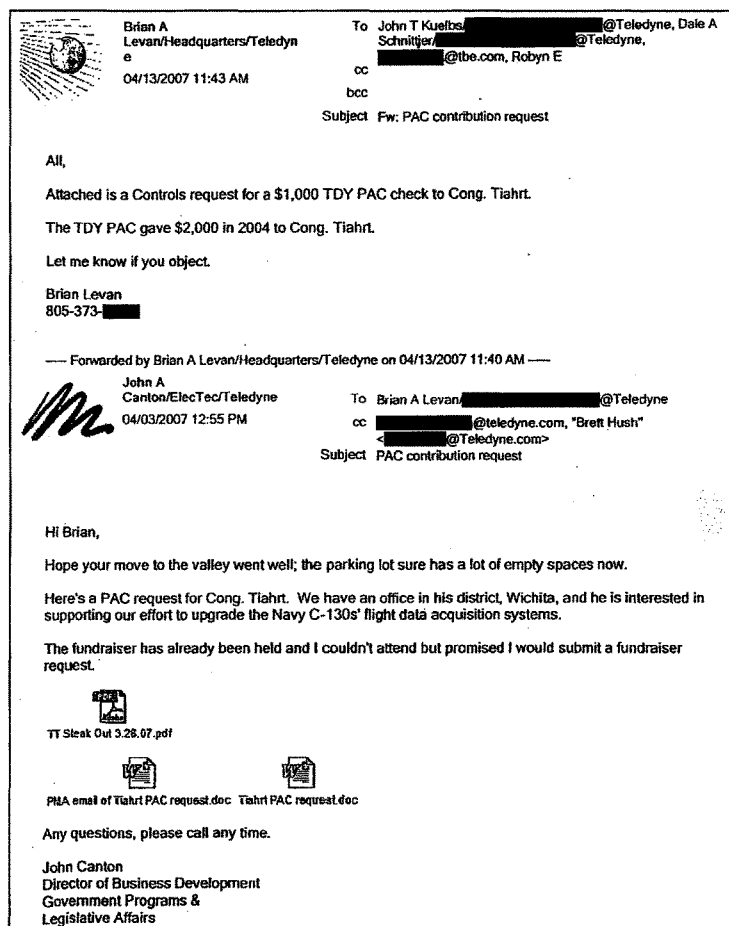 Brian A
Levan/Headquarters/Teledyn
e
04/13/2007 11:43 AM
To John T Kuelbs/ @Teledyne, Dale A
Schnittjer/ @Teledyne,
@tbe.com, Robyn E
cc
bcc
Subject Fw: PAC contribution request
All,
Attached is a Controls request for a $1,000 TDY PAC check to Cong. Tiahrt.
The TDY PAC gave $2,000 in 2004 to Cong. Tiahrt.
Let me know if you object.
Brian Levan
805-373-
----- Forwarded by Brian A Levan/Headquarters/Teledyne on 04/13/2007 11:40 AM -----
John A
Canton/ElecTec/Teledyne
04/03/2007 12:55 PM
To Brian A Levan/ @Teledyne
cc @teledyne.com, "Brett Hush"
< @Teledyne.com>
Subject PAC contribution request
Hi Brian,
Hope your move to the valley went well; the parking lot sure has a lot of empty spaces now.
Here's a PAC request for Cong. Tiahrt. We have an office in his district, Wichita, and he is interested in
supporting our effort to upgrade the Navy C-130s' flight data acquisition systems.
The fundraiser has already been held and I couldn't attend but promised I would submit a fundraiser
request.
TT Steak Out 3.28.07.pdf
PMA email of Tiahrt PAC request.doc Tiahrt PAC request.doc
Any questions, please call any time.
John Canton
Director of Business Development
Government Programs &
Legislative Affairs